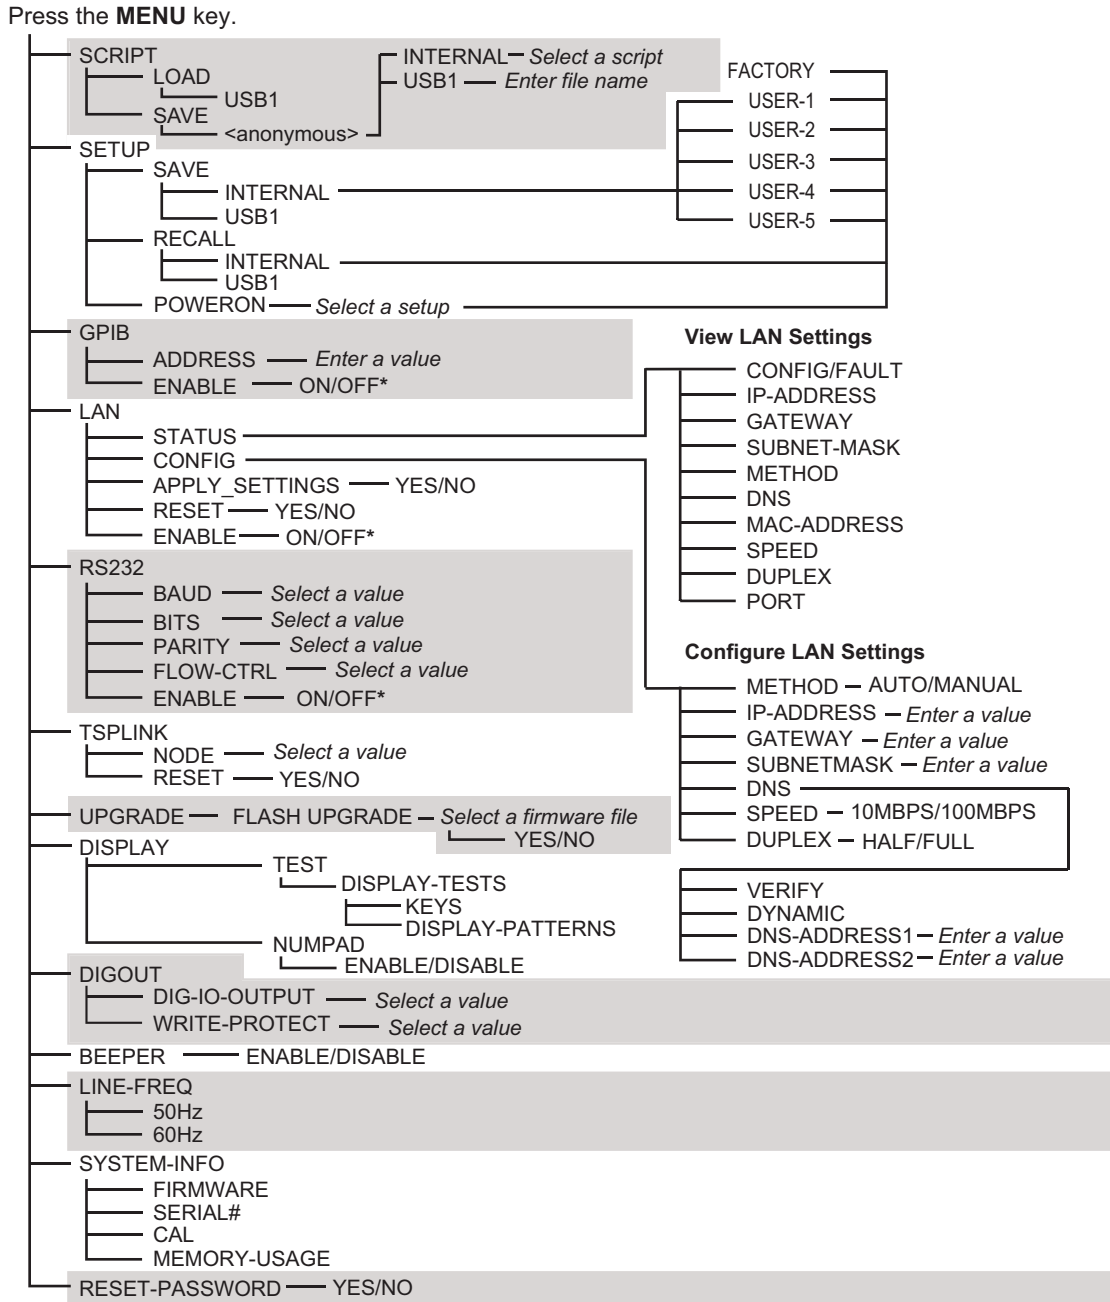 Press the MENU key.
SCRIPT
LOAD
USB1
SAVE
<anonymous>
INTERNAL Select a script
USB1 Enter file name
SETUP
SAVE
INTERNAL
USB1
RECALL
INTERNAL
USB1
POWERON Select a setup
FACTORY
USER-1
USER-2
USER-3
USER-4
USER-5
GPIB
ADDRESS Enter a value
ENABLE ON/OFF*
LAN
STATUS
CONFIG
APPLY_SETTINGS YES/NO
RESET YES/NO
ENABLE ON/OFF*
View LAN Settings
CONFIG/FAULT
IP-ADDRESS
GATEWAY
SUBNET-MASK
METHOD
DNS
MAC-ADDRESS
SPEED
DUPLEX
PORT
RS232
BAUD Select a value
BITS Select a value
PARITY Select a value
FLOW-CTRL Select a value
ENABLE ON/OFF*
Configure LAN Settings
METHOD AUTO/MANUAL
IP-ADDRESS Enter a value
GATEWAY Enter a value
SUBNETMASK Enter a value
DNS
SPEED 10MBPS/100MBPS
DUPLEX HALF/FULL
VERIFY
DYNAMIC
DNS-ADDRESS1 Enter a value
DNS-ADDRESS2 Enter a value
TSPLINK
NODE Select a value
RESET YES/NO
UPGRADE FLASH UPGRADE Select a firmware file
YES/NO
DISPLAY
TEST
DISPLAY-TESTS
KEYS
DISPLAY-PATTERNS
NUMPAD
ENABLE/DISABLE
DIGOUT
DIG-IO-OUTPUT Select a value
WRITE-PROTECT Select a value
BEEPER ENABLE/DISABLE
LINE-FREQ
50Hz
60Hz
SYSTEM-INFO
FIRMWARE
SERIAL#
CAL
MEMORY-USAGE
RESET-PASSWORD YES/NO